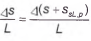 Δs/L = Δ(s + s_{sL,p})/L